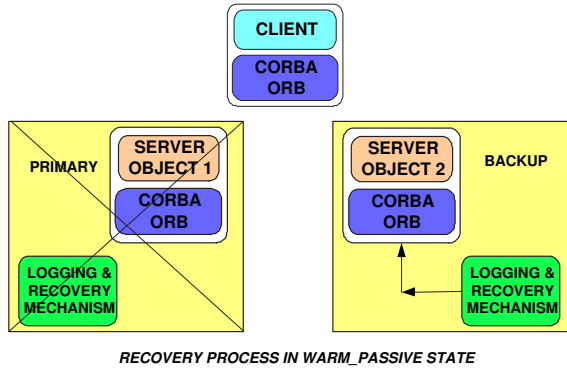 CLIENT
CORBA
ORB
PRIMARY
SERVER
OBJECT 1
CORBA
ORB
LOGGING &
RECOVERY
MECHANISM
SERVER
OBJECT 2
BACKUP
CORBA
ORB
LOGGING &
RECOVERY
MECHANISM
RECOVERY PROCESS IN WARM_PASSIVE STATE